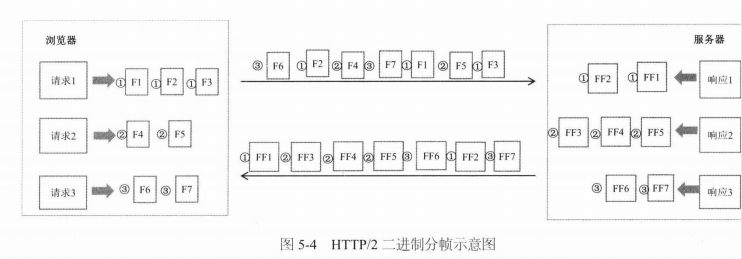 浏览器
请求1 ① F1 ① F2 ① F3
请求2 ② F4 ② F5
请求3 ③ F6 ③ F7
③ F6 ① F2 ② F4 ③ F7 ① F1 ② F5 ① F3
① FF1 ② FF3 ② FF4 ② FF5 ③ FF6 ① FF2 ③ FF7
服务器
① FF2 ① FF1 响应1
② FF3 ② FF4 ② FF5 响应2
③ FF6 ③ FF7 响应3
图 5-4 HTTP/2 二进制分帧示意图